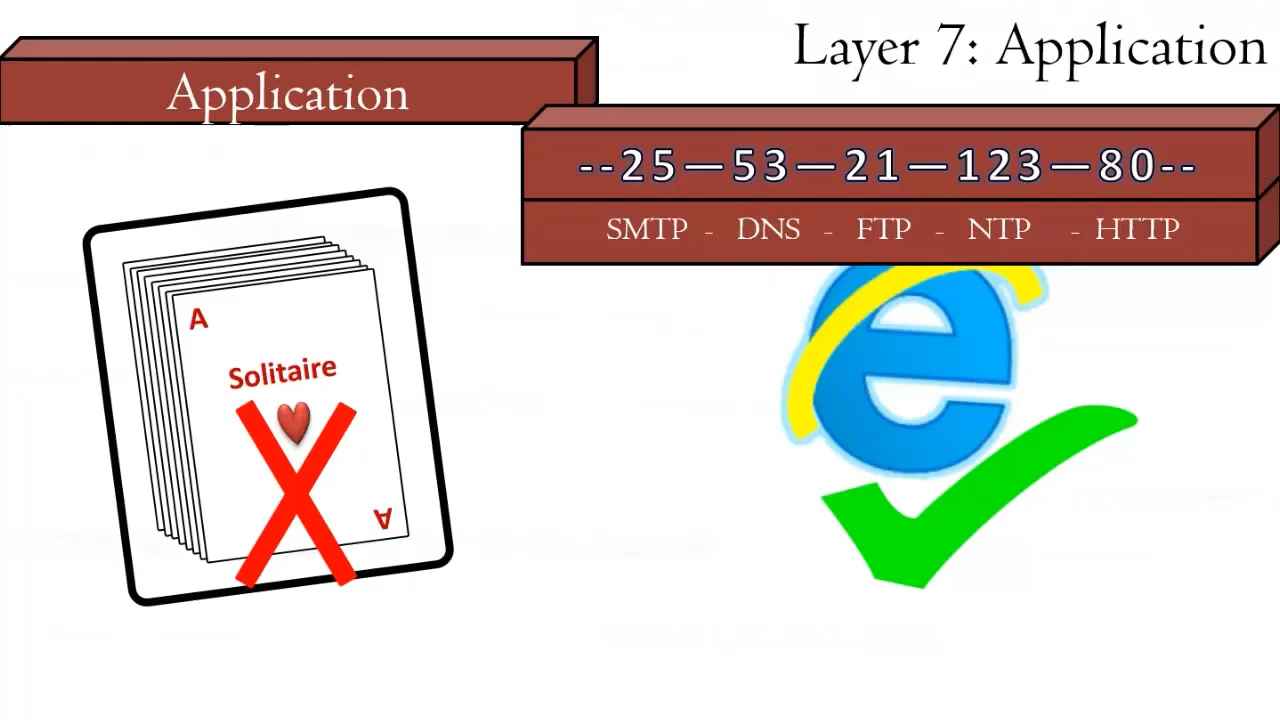 Layer 7: Application
Application
--25—53—21—123—80--
SMTP - DNS - FTP - NTP - HTTP
A
Solitaire
A